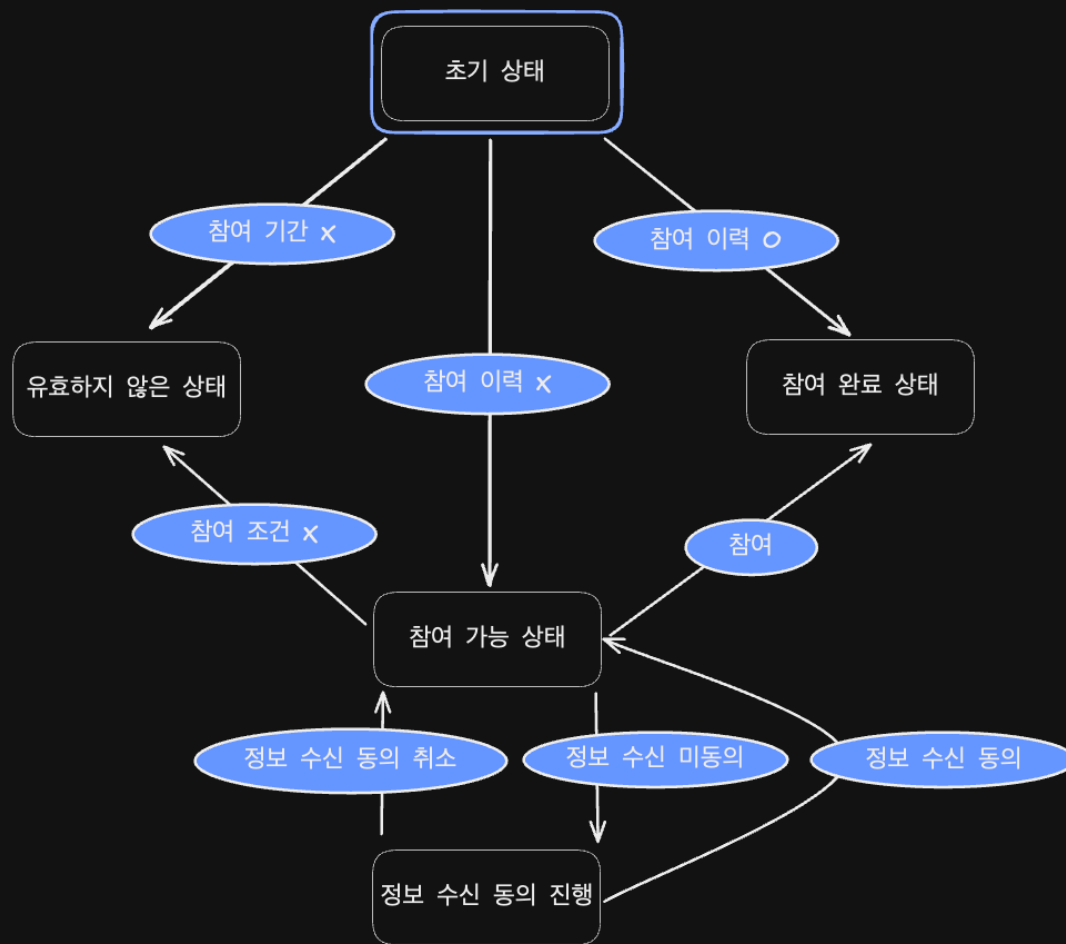 초기 상태
참여 기간 X
참여 이력 O
유효하지 않은 상태
참여 이력 X
참여 완료 상태
참여 조건 X
참여
참여 가능 상태
정보 수신 동의 취소
정보 수신 미동의
정보 수신 동의
정보 수신 동의 진행